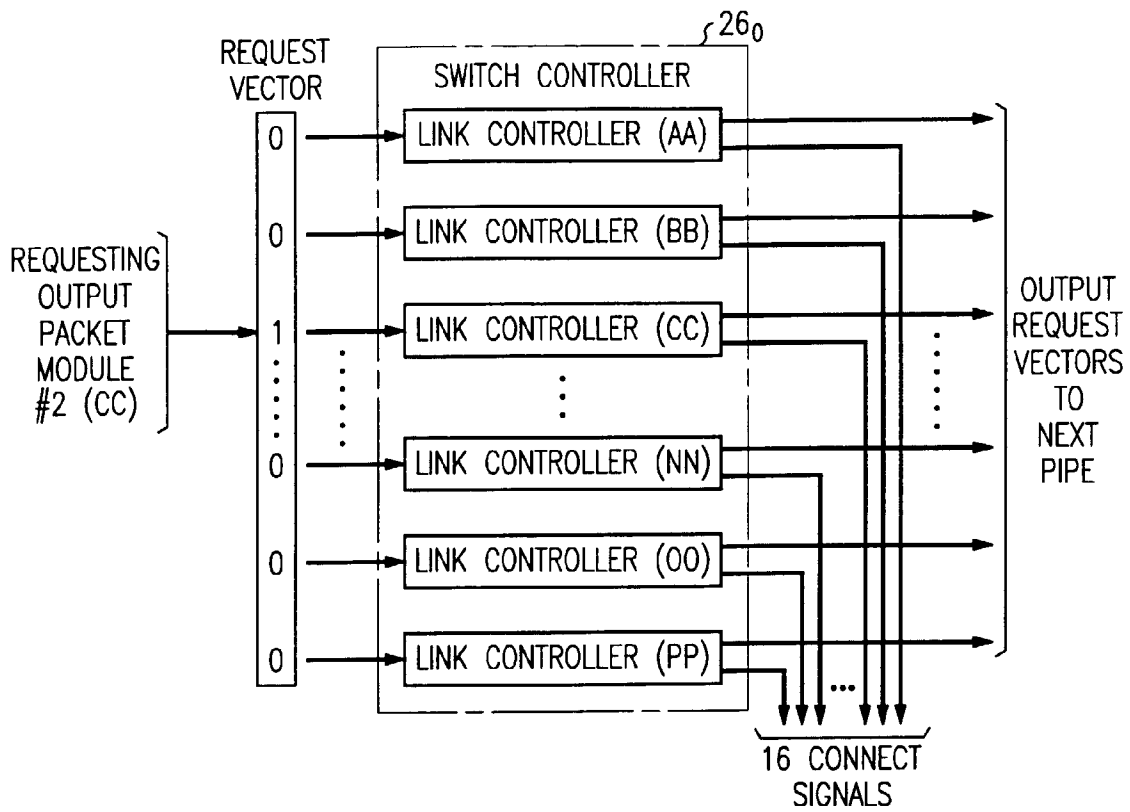 26₀
REQUEST
VECTOR
SWITCH CONTROLLER
0
LINK CONTROLLER (AA)
0
LINK CONTROLLER (BB)
REQUESTING
OUTPUT
PACKET
MODULE
#2 (CC)
1
LINK CONTROLLER (CC)
OUTPUT
REQUEST
VECTORS
TO
NEXT
PIPE
0
LINK CONTROLLER (NN)
0
LINK CONTROLLER (OO)
0
LINK CONTROLLER (PP)
16 CONNECT
SIGNALS